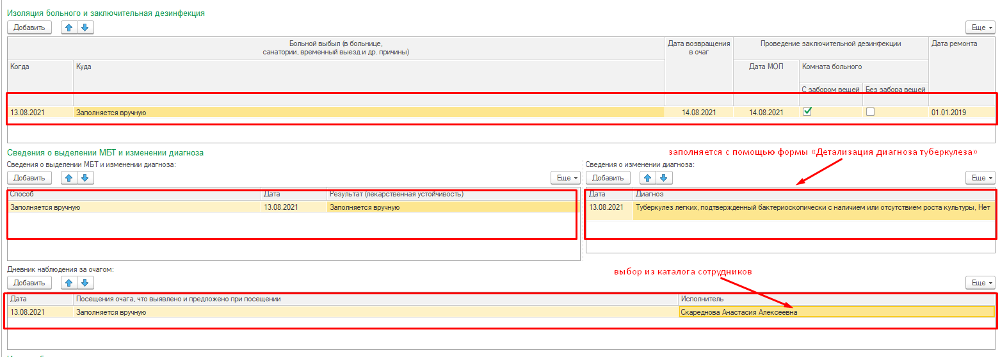 Изоляция больного и заключительная дезинфекция
Добавить
Еще
Больной выбыл (в больнице,
санатории, временный выезд и др. причины)
Дата возвращения
в очаг
Проведение заключительной дезинфекции
Дата ремонта
Когда
Куда
Дата МОП
Комната больного
С забором вещей
Без забора вещей
13.08.2021 Заполняется вручную 14.08.2021 14.08.2021 01.01.2019
Сведения о выделении МБТ и изменении диагноза
заполняется с помощью формы «Детализация диагноза туберкулеза»
Сведения о выделении МБТ и изменении диагноза:
Добавить
Еще
Способ Дата Результат (лекарственная устойчивость)
Заполняется вручную 13.08.2021 Заполняется вручную
Сведения о изменении диагноза:
Добавить
Еще
Дата Диагноз
13.08.2021 Туберкулез легких, подтвержденный бактериоскопически с наличием или отсутствием роста культуры, Нет
Дневник наблюдения за очагом:
выбор из каталога сотрудников
Добавить
Еще
Дата Посещения очага, что выявлено и предложено при посещении Исполнитель
13.08.2021 Заполняется вручную Скареднова Анастасия Алексеевна